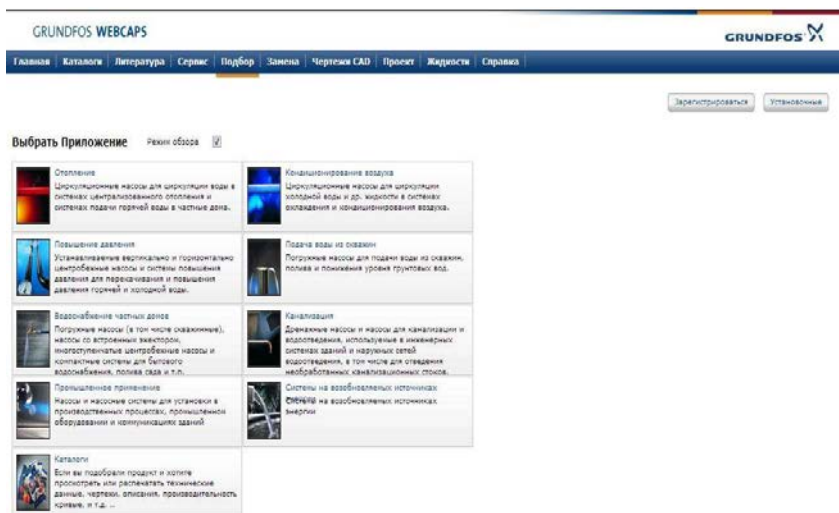 GRUNDFOS WEBCAPS
GRUNDFOS
Главная Каталоги Литература Сервис Подбор Замена Чертежи CAD Проект Жидкости Справка
Зарегистрироваться Установочные
Выбрать Приложение Режим обзора
Отопление
Циркуляционные насосы для циркуляции воды в
системах централизованного отопления и
системах подачи горячей воды в частные дома.
Кондиционирование воздуха
Циркуляционные насосы для циркуляции
холодной воды и др. жидкости в системах
охлаждения и кондиционирования воздуха.
Повышение давления
Устанавливаемые вертикально и горизонтально
центробежные насосы и системы повышения
давления для перекачивания и повышения
давления горячей и холодной воды.
Подача воды из скважин
Погружные насосы для подачи воды из скважин,
полива и понижения уровня грунтовых вод.
Водоснабжение частных домов
Погружные насосы (в том числе скважинные),
насосы со встроенных эжектором,
многоступенчатые центробежные насосы и
компактные системы для бытового
водоснабжения, полива сада и т.п.
Канализация
Дренажные насосы и насосы для канализации и
водоотведения, используемые в инженерных
системах зданий и наружных сетей
водоотведения, в том числе для отведения
необработанных канализационных стоков.
Промышленное применение
Насосы и насосные системы для установки в
производственных процессах, промышленном
оборудовании и коммуникациях зданий
Системы на возобновляемых источниках
энергии
Системы на возобновляемых источниках
энергии
Каталоги
Если вы подобрали продукт и хотите
просмотреть или распечатать технические
данные, чертежи, описания, производительность
кривые, и т.д. ..